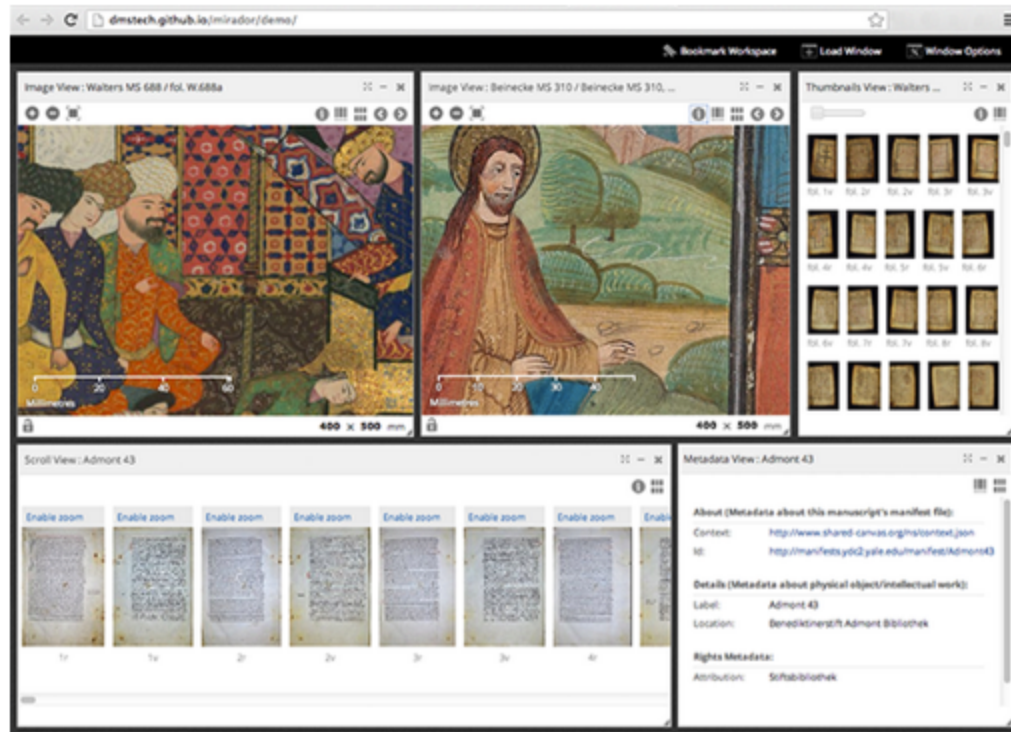 dmstech.github.io/mirador/demo/
Bookmark Workspace Load Window Window Options
Image View : Walters MS 688 / fol. W.688a
0 20 40 60
Millimetres
400 x 500 mm
Image View : Beinecke MS 310 / Beinecke MS 310, ...
0 10 20 40
Millimetres
400 x 500 mm
Thumbnails View : Walters ...
fol. 1v fol. 2r fol. 2v fol. 3r fol. 3v
fol. 4r fol. 4v fol. 5r fol. 5v fol. 6r
fol. 6v fol. 7r fol. 7v fol. 8r fol. 8v
Scroll View : Admont 43
Enable zoom Enable zoom Enable zoom Enable zoom Enable zoom Enable zoom Enable zoom Enabl
1r 1v 2r 2v 3r 3v 4r
Metadata View : Admont 43
About (Metadata about this manuscript's manifest file):
Context: http://www.shared-canvas.org/ns/context.json
Id: http://manifests.ydc2.yale.edu/manifest/Admont43
Details (Metadata about physical object/intellectual work):
Label: Admont 43
Location: Benediktinerstift Admont Bibliothek
Rights Metadata:
Attribution: Stiftsbibliothek